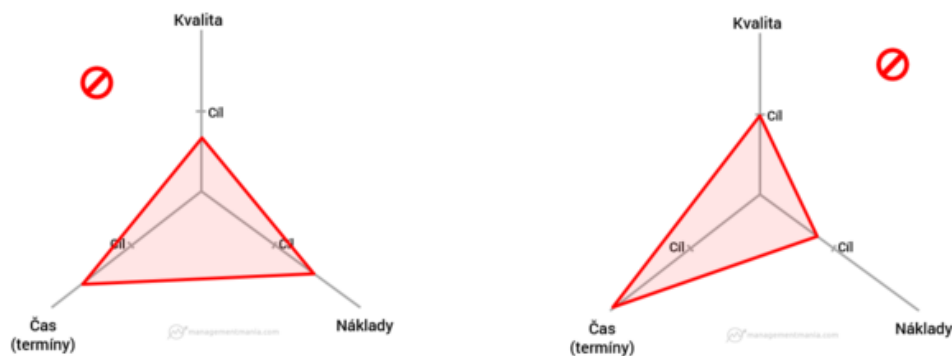 Kvalita
Cíl
Cíl
Cíl
Čas
(termíny)
Náklady
managementmania.com
Kvalita
Cíl
Cíl
Cíl
Čas
(termíny)
Náklady
managementmania.com